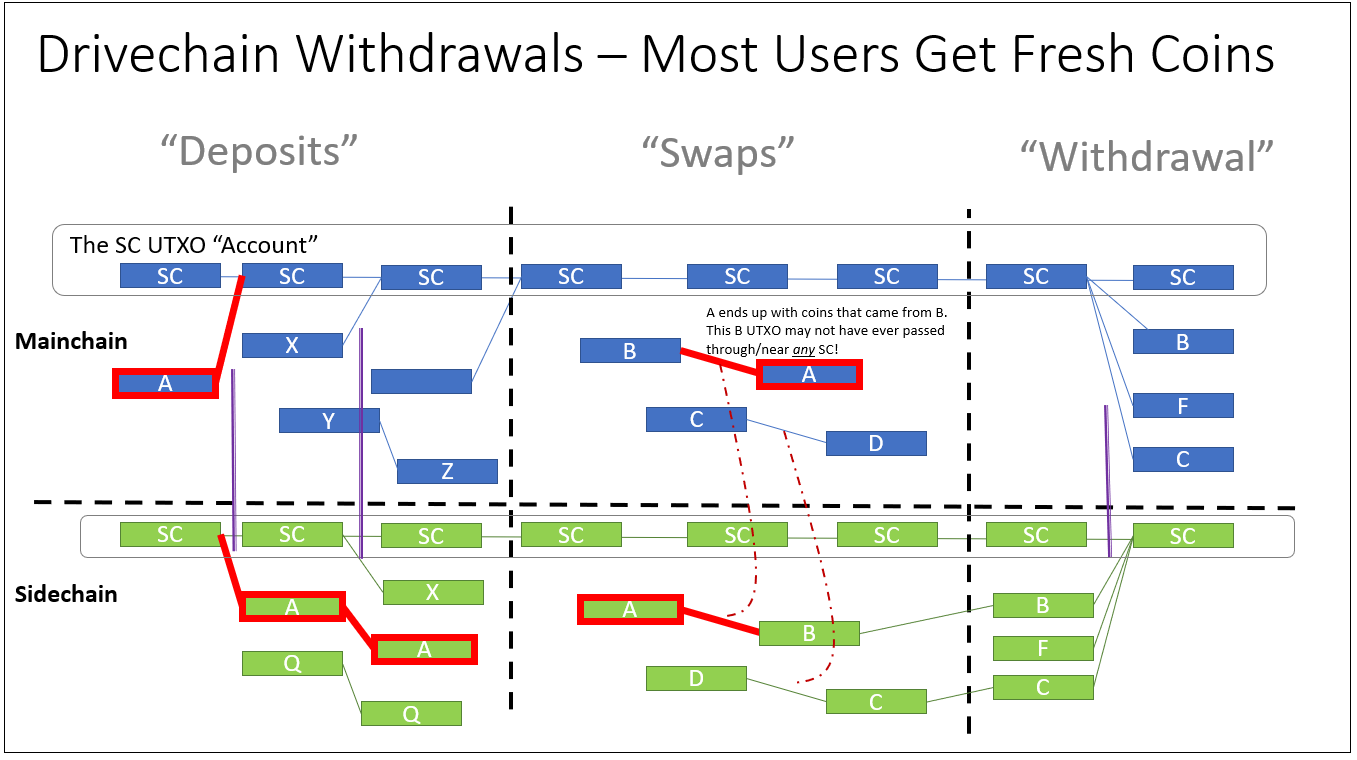 Drivechain Withdrawals – Most Users Get Fresh Coins
“Deposits”
“Swaps”
“Withdrawal”
The SC UTXO “Account”
SC SC SC SC SC SC SC SC
A ends up with coins that came from B.
This B UTXO may not have ever passed
through/near any SC!
Mainchain
X
B
B
A
A
F
Y
C
D
Z
C
SC SC SC SC SC SC SC SC
Sidechain
X
A
A
B
B
A
F
Q
D
C
C
Q